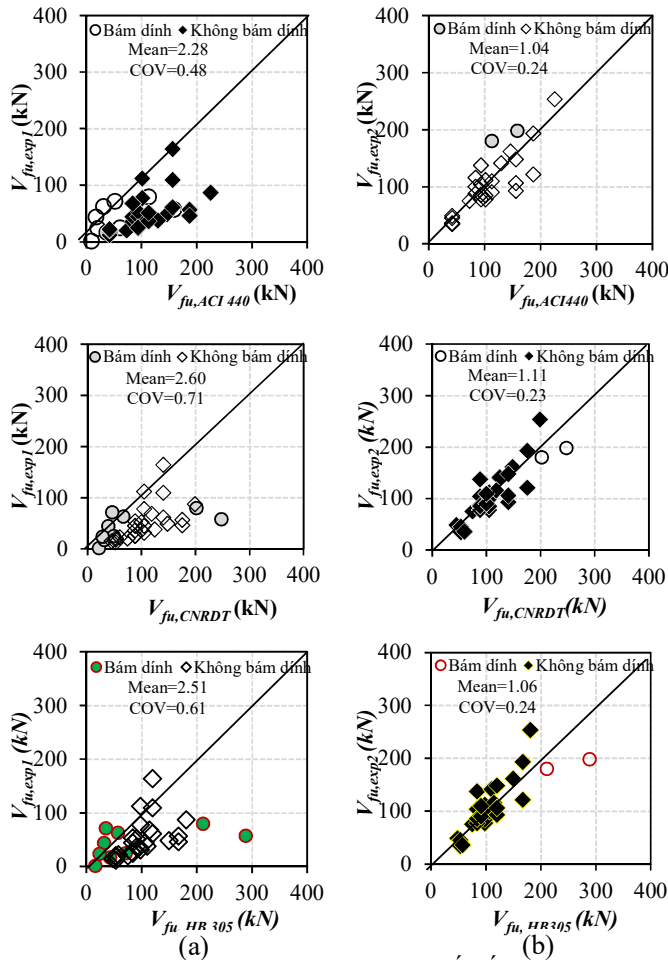 Bám dính Không bám dính
Mean=2.28
COV=0.48
400
300
200
100
0
V_fu,exp1 (kN)
0 100 200 300 400
V_fu,ACI 440 (kN)
Bám dính Không bám dính
Mean=1.04
COV=0.24
400
300
200
100
0
V_fu,exp2 (kN)
0 100 200 300 400
V_fu,ACI440 (kN)
Bám dính Không bám dính
Mean=2.60
COV=0.71
400
300
200
100
0
V_fu,exp1 (kN)
0 100 200 300 400
V_fu,CNRDT (kN)
Bám dính Không bám dính
Mean=1.11
COV=0.23
400
300
200
100
0
V_fu,exp2 (kN)
0 100 200 300 400
V_fu,CNRDT (kN)
Bám dính Không bám dính
Mean=2.51
COV=0.61
400
300
200
100
0
V_fu,exp1 (kN)
0 100 200 300 400
V_fu,HB 305 (kN)
(a)
Bám dính Không bám dính
Mean=1.06
COV=0.24
400
300
200
100
0
V_fu,exp2 (kN)
0 100 200 300 400
V_fu,HB305 (kN)
(b)